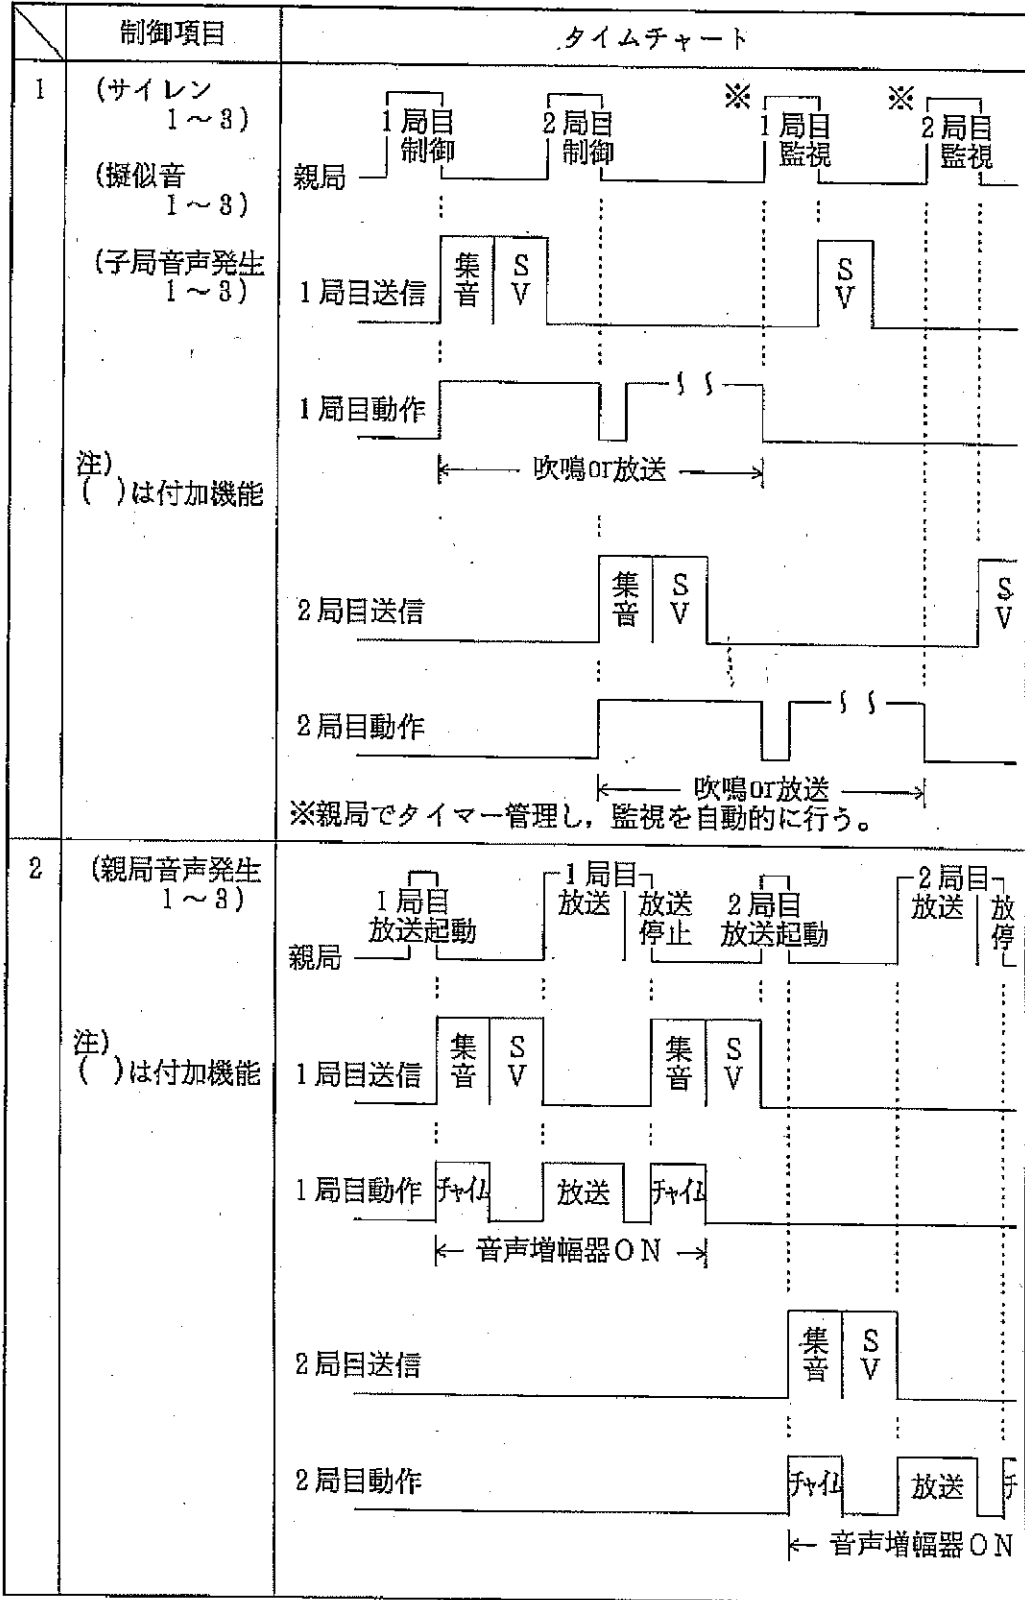 制御項目
タイムチャート
1
(サイレン
1～3)
(擬似音
1～3)
(子局音声発生
1～3)
注)
(　)は付加機能
1局目
制御
2局目
制御
※
1局目
監視
※
2局目
監視
親局
集音
SV
SV
1局目送信
1局目動作
吹鳴or放送
集音
SV
SV
2局目送信
2局目動作
吹鳴or放送
※親局でタイマー管理し，監視を自動的に行う。
2
(親局音声発生
1～3)
注)
(　)は付加機能
1局目
放送起動
1局目
放送
放送
停止
2局目
放送起動
2局目
放送
放
停
親局
集音
SV
集音
SV
1局目送信
1局目動作
チャイム
放送
チャイム
音声増幅器ON
集音
SV
2局目送信
2局目動作
チャイム
放送
チ
音声増幅器ON